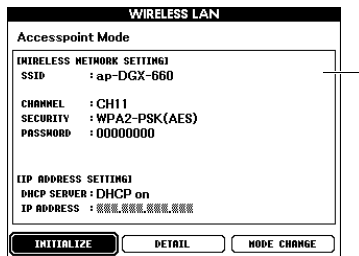 WIRELESS LAN
Accesspoint Mode
[WIRELESS NETWORK SETTING]
SSID : ap-DGX-660
CHANNEL : CH11
SECURITY : WPA2-PSK(AES)
PASSWORD : 00000000
[IP ADDRESS SETTING]
DHCP SERVER : DHCP on
IP ADDRESS :
INITIALIZE DETAIL MODE CHANGE